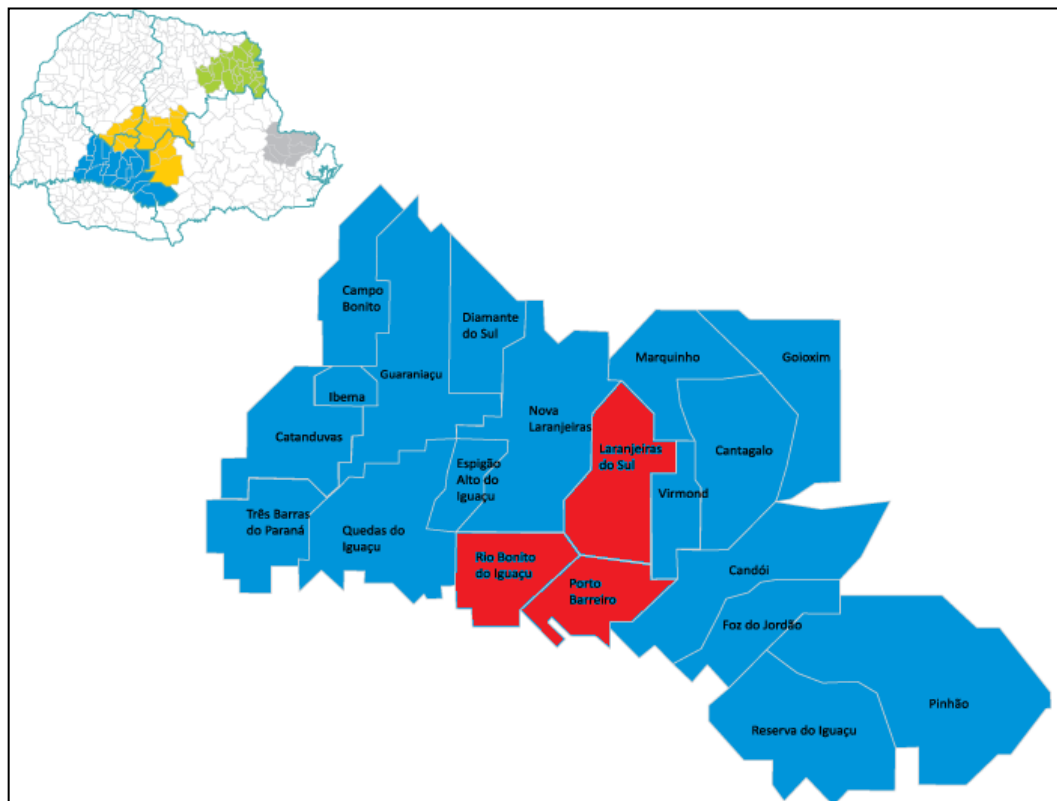 Campo
Bonito
Diamante
do Sul
Guaraniaçu
Ibema
Catanduvas
Três Barras
do Paraná
Quedas do
Iguaçu
Espigão
Alto do
Iguaçu
Nova
Laranjeiras
Marquinho
Goioxim
Laranjeiras
do Sul
Cantagalo
Virmond
Rio Bonito
do Iguaçu
Porto
Barreiro
Candói
Foz do Jordão
Reserva do Iguaçu
Pinhão